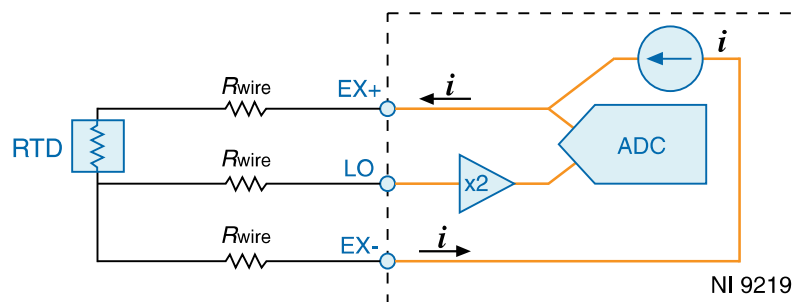 i
Rwire
EX+
i
RTD
Rwire
LO
x2
ADC
Rwire
EX-
i
NI 9219